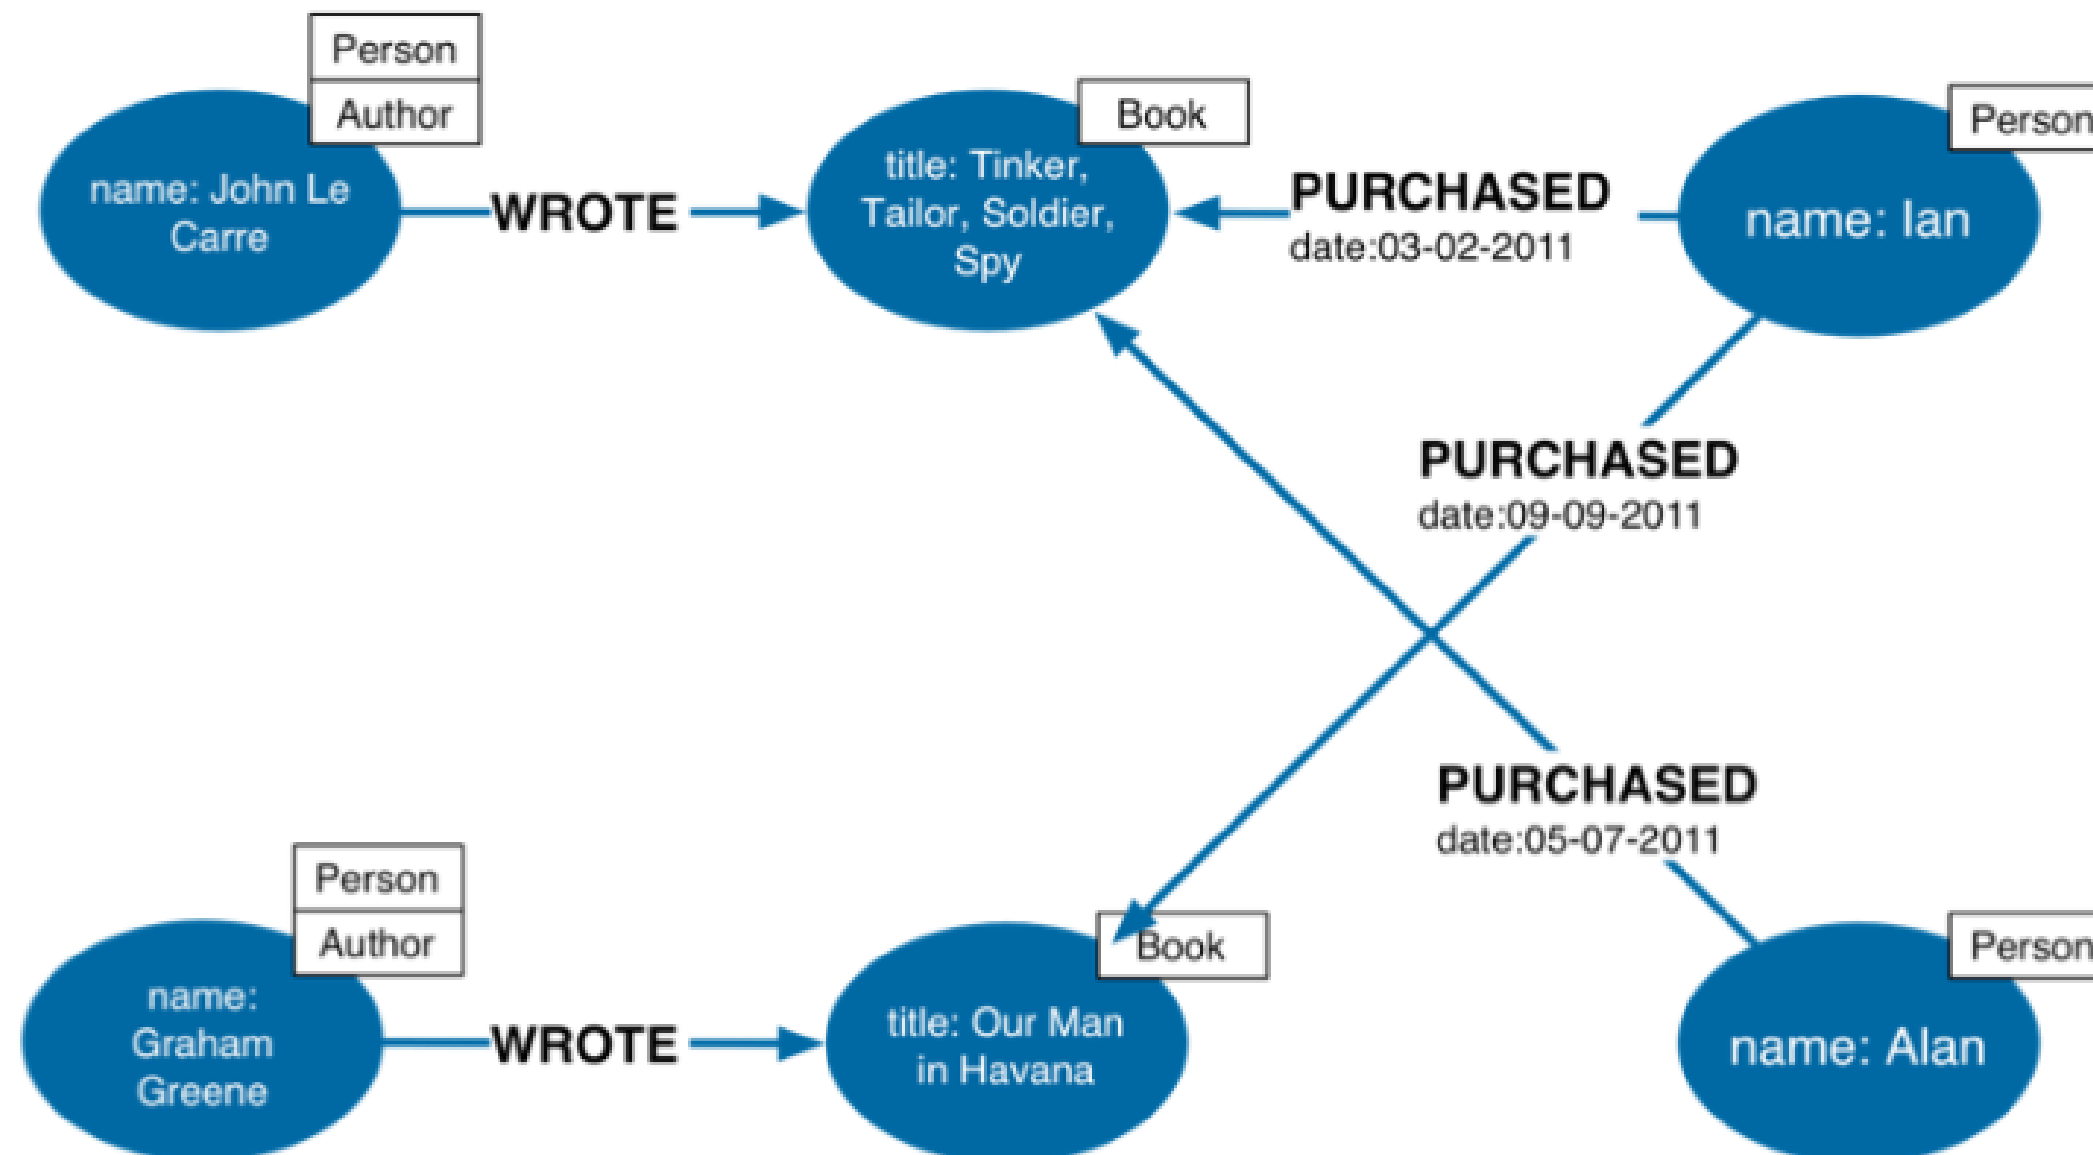 Person
Author
name: John Le
Carre
WROTE
Book
title: Tinker,
Tailor, Soldier,
Spy
PURCHASED
date:03-02-2011
Person
name: Ian
PURCHASED
date:09-09-2011
PURCHASED
date:05-07-2011
Person
Author
name:
Graham
Greene
WROTE
Book
title: Our Man
in Havana
Person
name: Alan